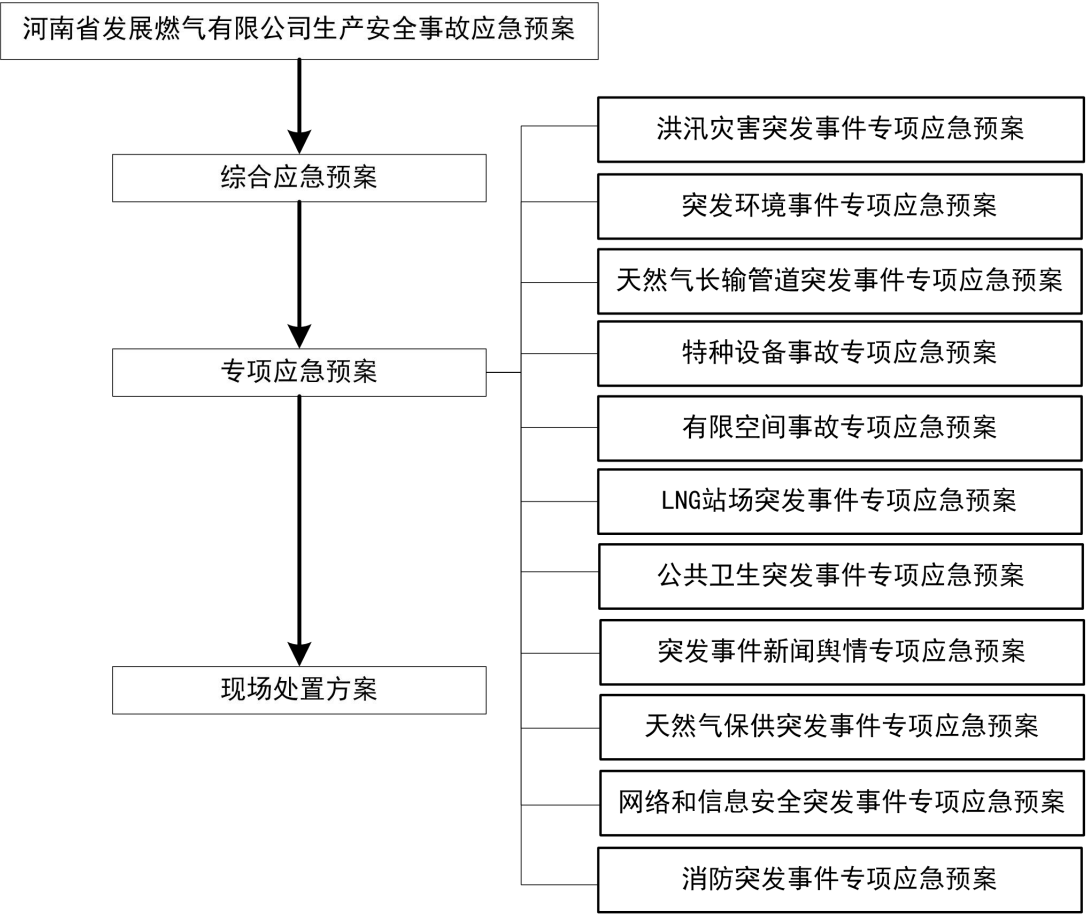 河南省发展燃气有限公司生产安全事故应急预案
综合应急预案
专项应急预案
现场处置方案
洪汛灾害突发事件专项应急预案
突发环境事件专项应急预案
天然气长输管道突发事件专项应急预案
特种设备事故专项应急预案
有限空间事故专项应急预案
LNG站场突发事件专项应急预案
公共卫生突发事件专项应急预案
突发事件新闻舆情专项应急预案
天然气保供突发事件专项应急预案
网络和信息安全突发事件专项应急预案
消防突发事件专项应急预案